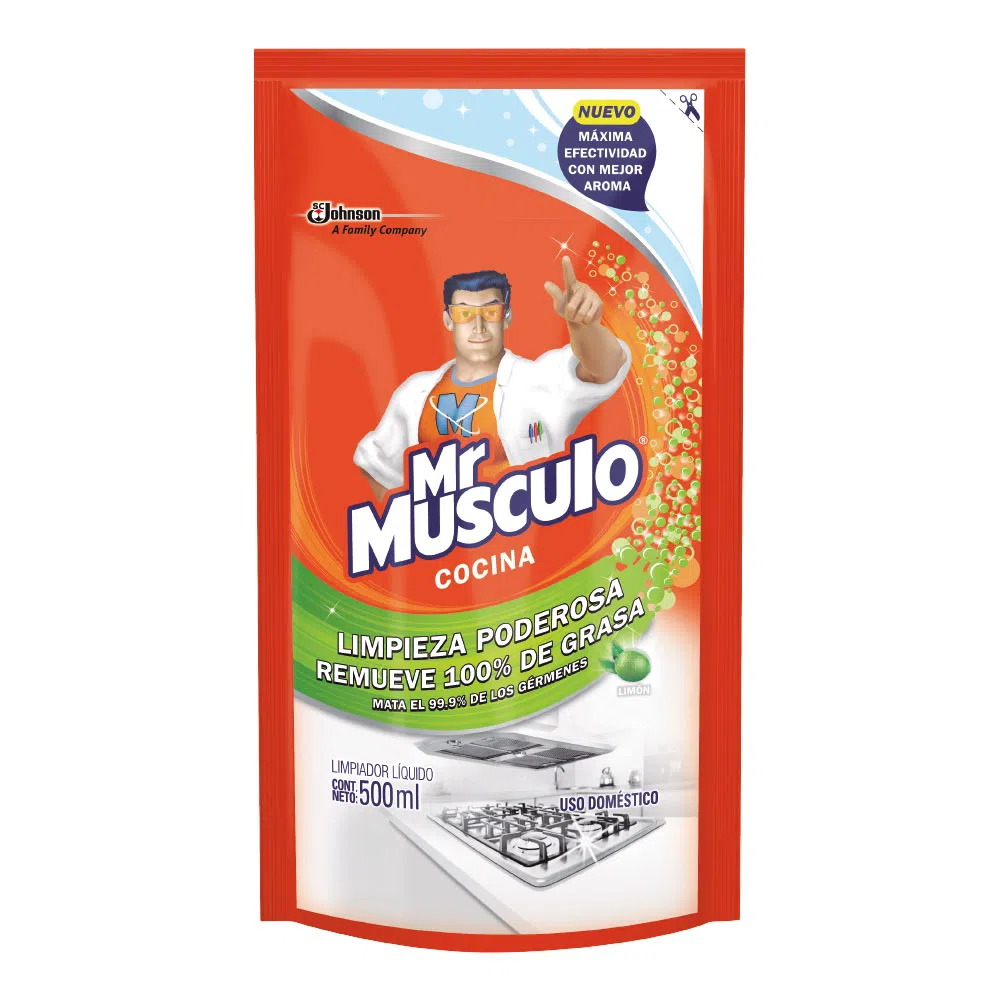 NUEVO
MÁXIMA
EFECTIVIDAD
CON MEJOR
AROMA
SC Johnson
A Family Company
M
Mr
MUSCULO®
COCINA
LIMPIEZA PODEROSA
REMUEVE 100% DE GRASA
MATA EL 99.9% DE LOS GÉRMENES
LIMÓN
LIMPIADOR LÍQUIDO
CONT. NETO: 500ml
USO DOMÉSTICO